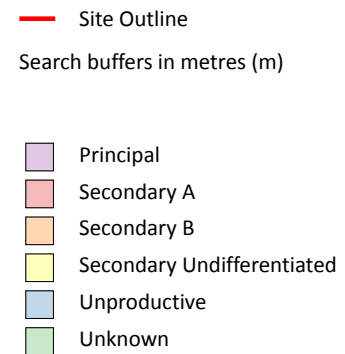 Site Outline
Search buffers in metres (m)
Principal
Secondary A
Secondary B
Secondary Undifferentiated
Unproductive
Unknown